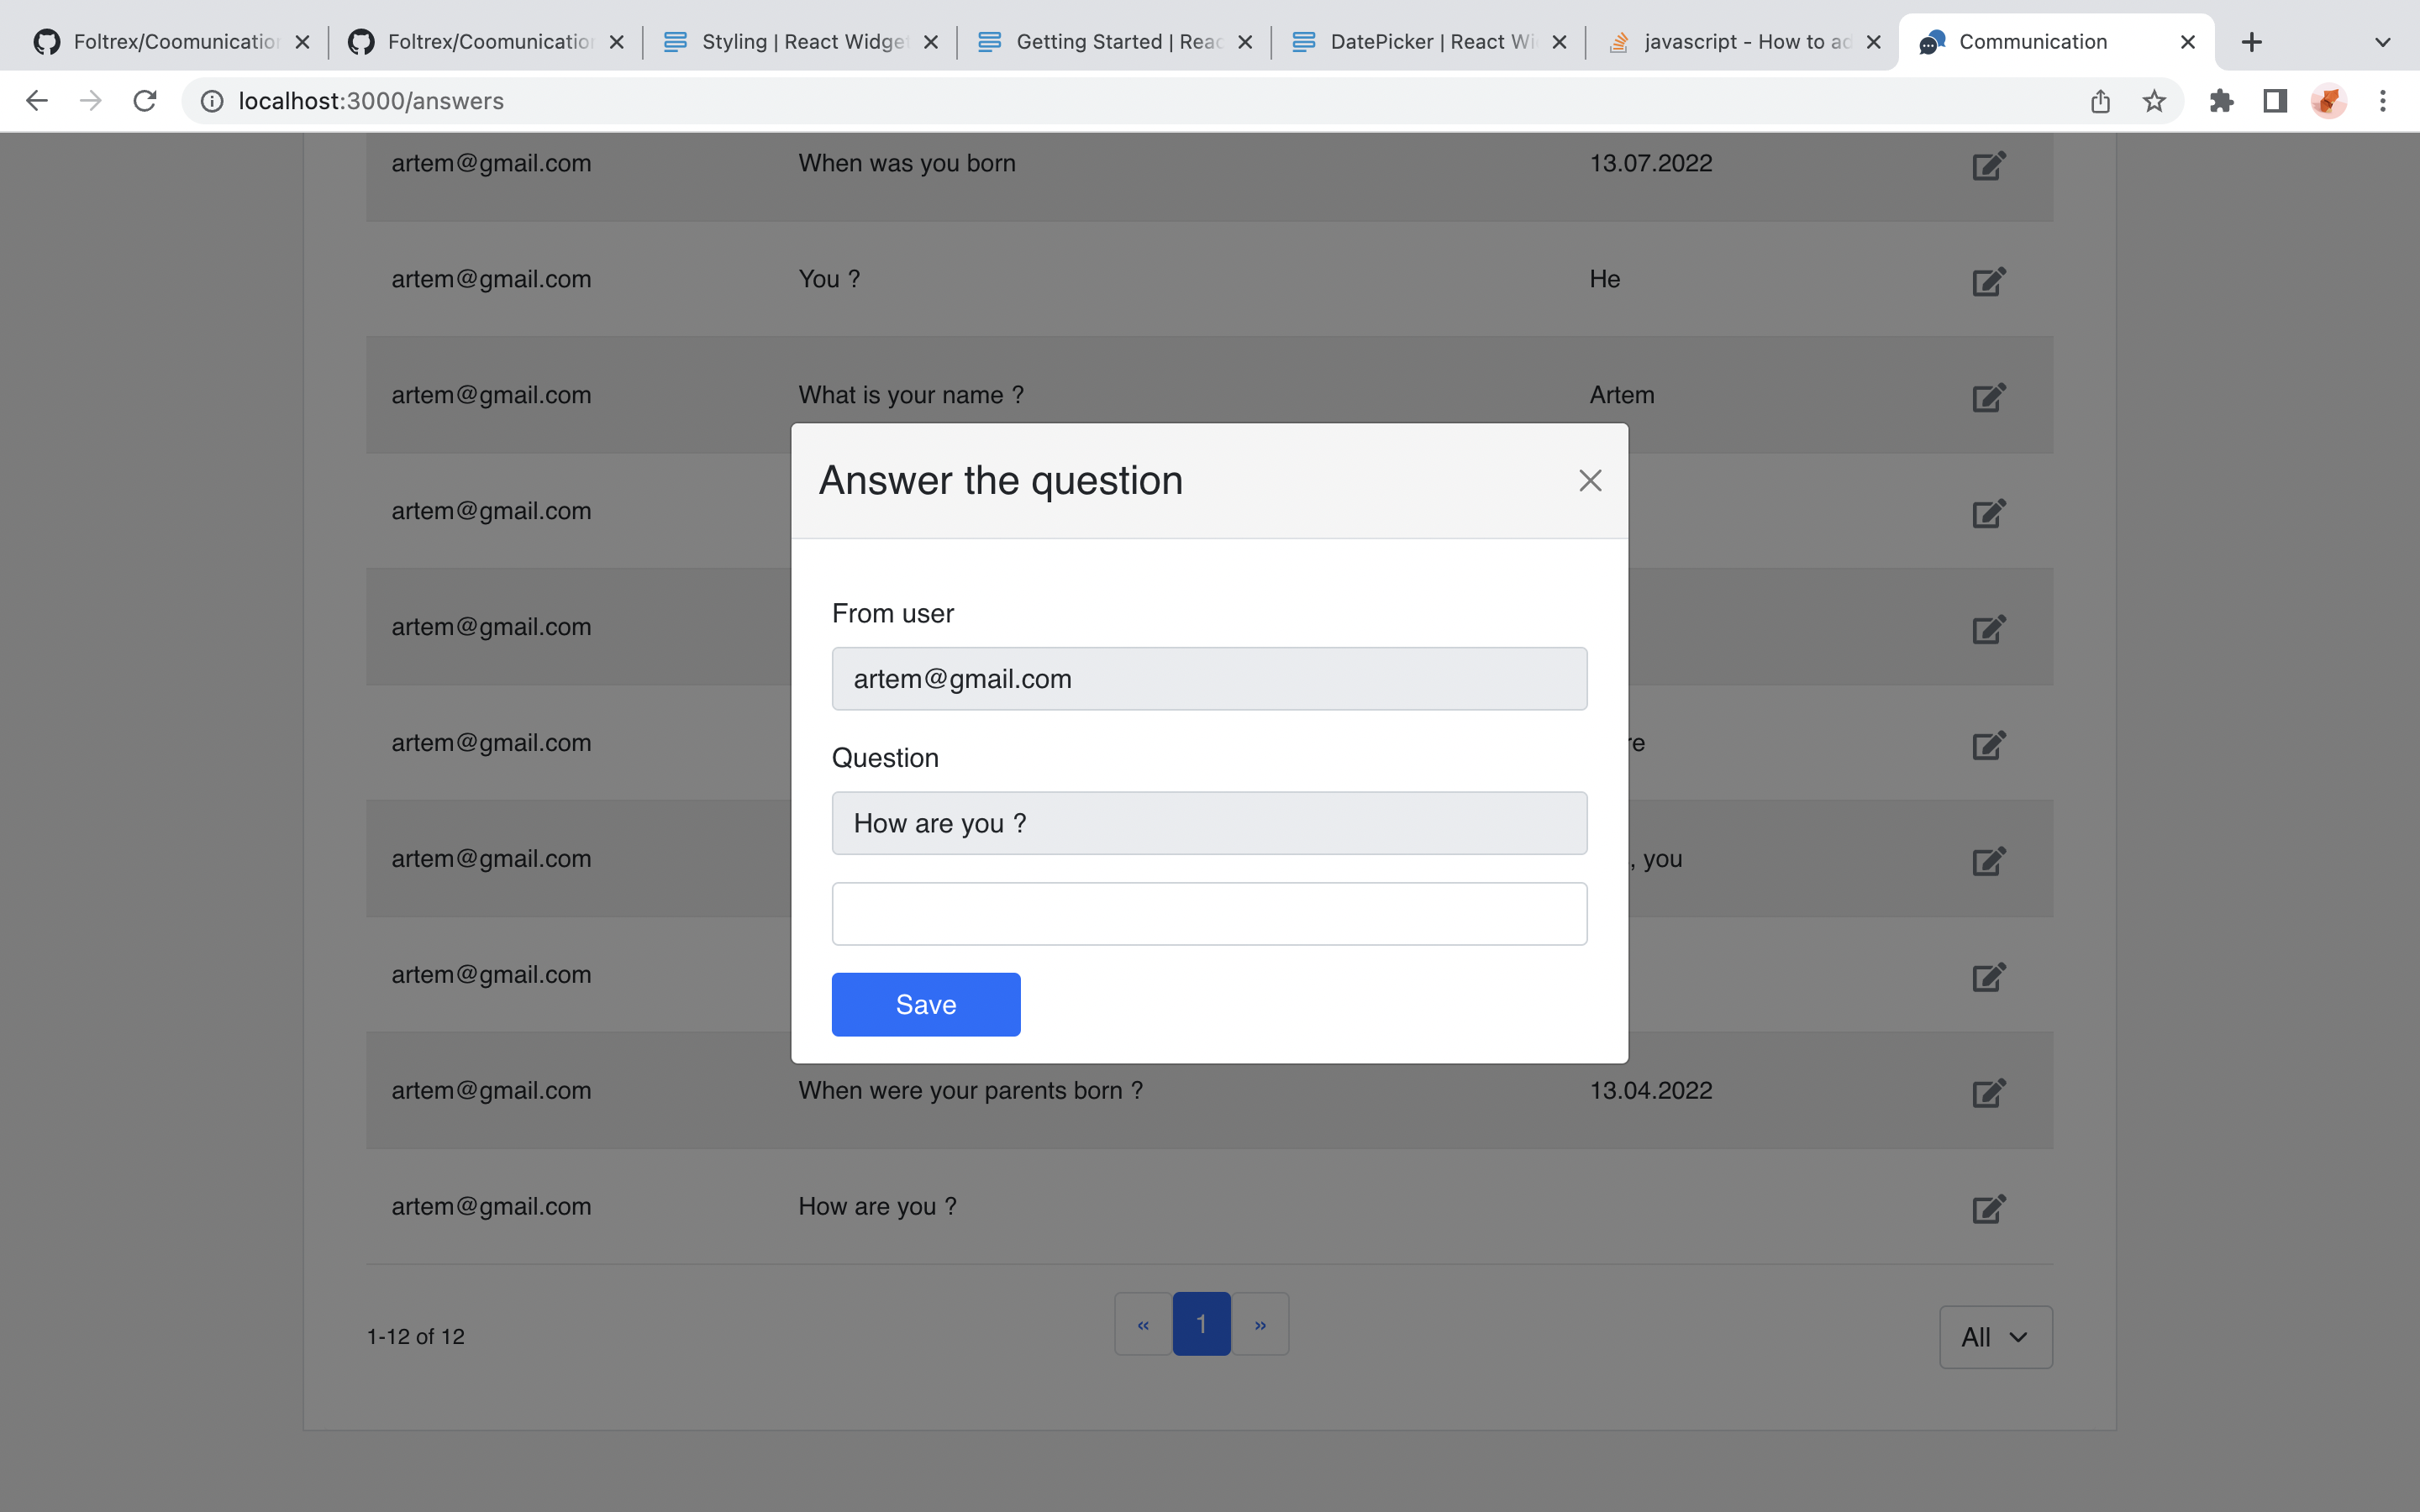 Foltrex/Coomunication
Foltrex/Coomunication
Styling | React Widge
Getting Started | Reac
DatePicker | React Wi
javascript - How to ad
Communication
localhost:3000/answers
artem@gmail.com When was you born 13.07.2022
artem@gmail.com You ? He
artem@gmail.com What is your name ? Artem
artem@gmail.com
artem@gmail.com
artem@gmail.com re
artem@gmail.com , you
artem@gmail.com
artem@gmail.com When were your parents born ? 13.04.2022
artem@gmail.com How are you ?
Answer the question
From user
artem@gmail.com
Question
How are you ?
Save
1-12 of 12
« 1 »
All